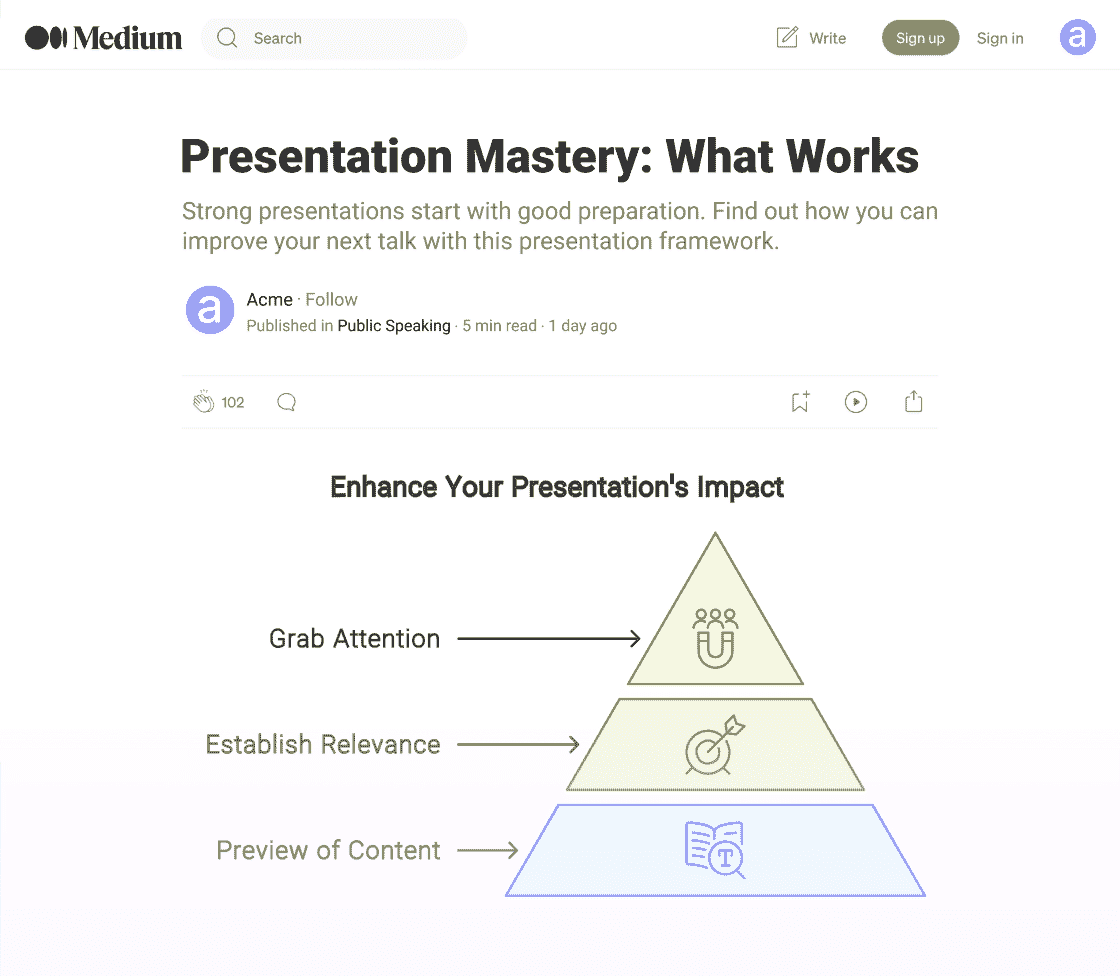 Medium
Search
Write
Sign up
Sign in
a
Presentation Mastery: What Works
Strong presentations start with good preparation. Find out how you can
improve your next talk with this presentation framework.
a
Acme · Follow
Published in Public Speaking · 5 min read · 1 day ago
102
Enhance Your Presentation's Impact
Grab Attention
Establish Relevance
Preview of Content
T